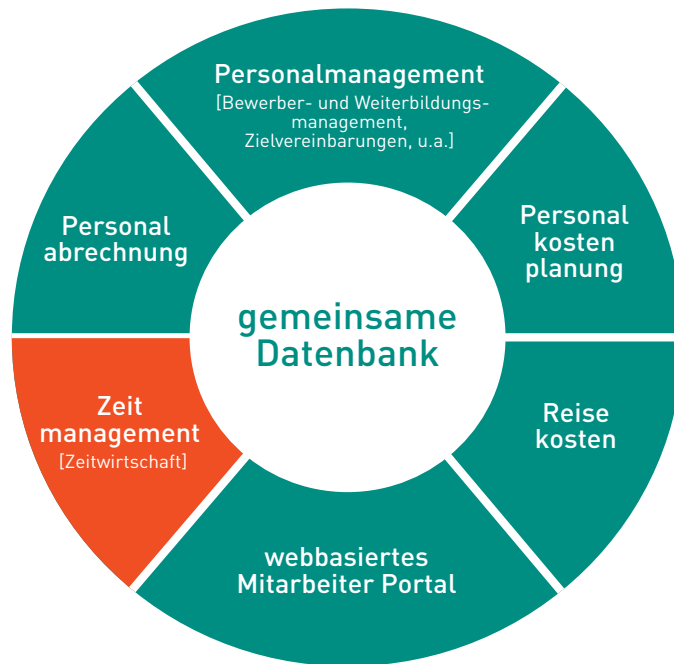 Personalmanagement
[Bewerber- und Weiterbildungs-
management,
Zielvereinbarungen, u.a.]
Personal
kosten
planung
Personal
abrechnung
gemeinsame
Datenbank
Zeit
management
[Zeitwirtschaft]
Reise
kosten
webbasiertes
Mitarbeiter Portal